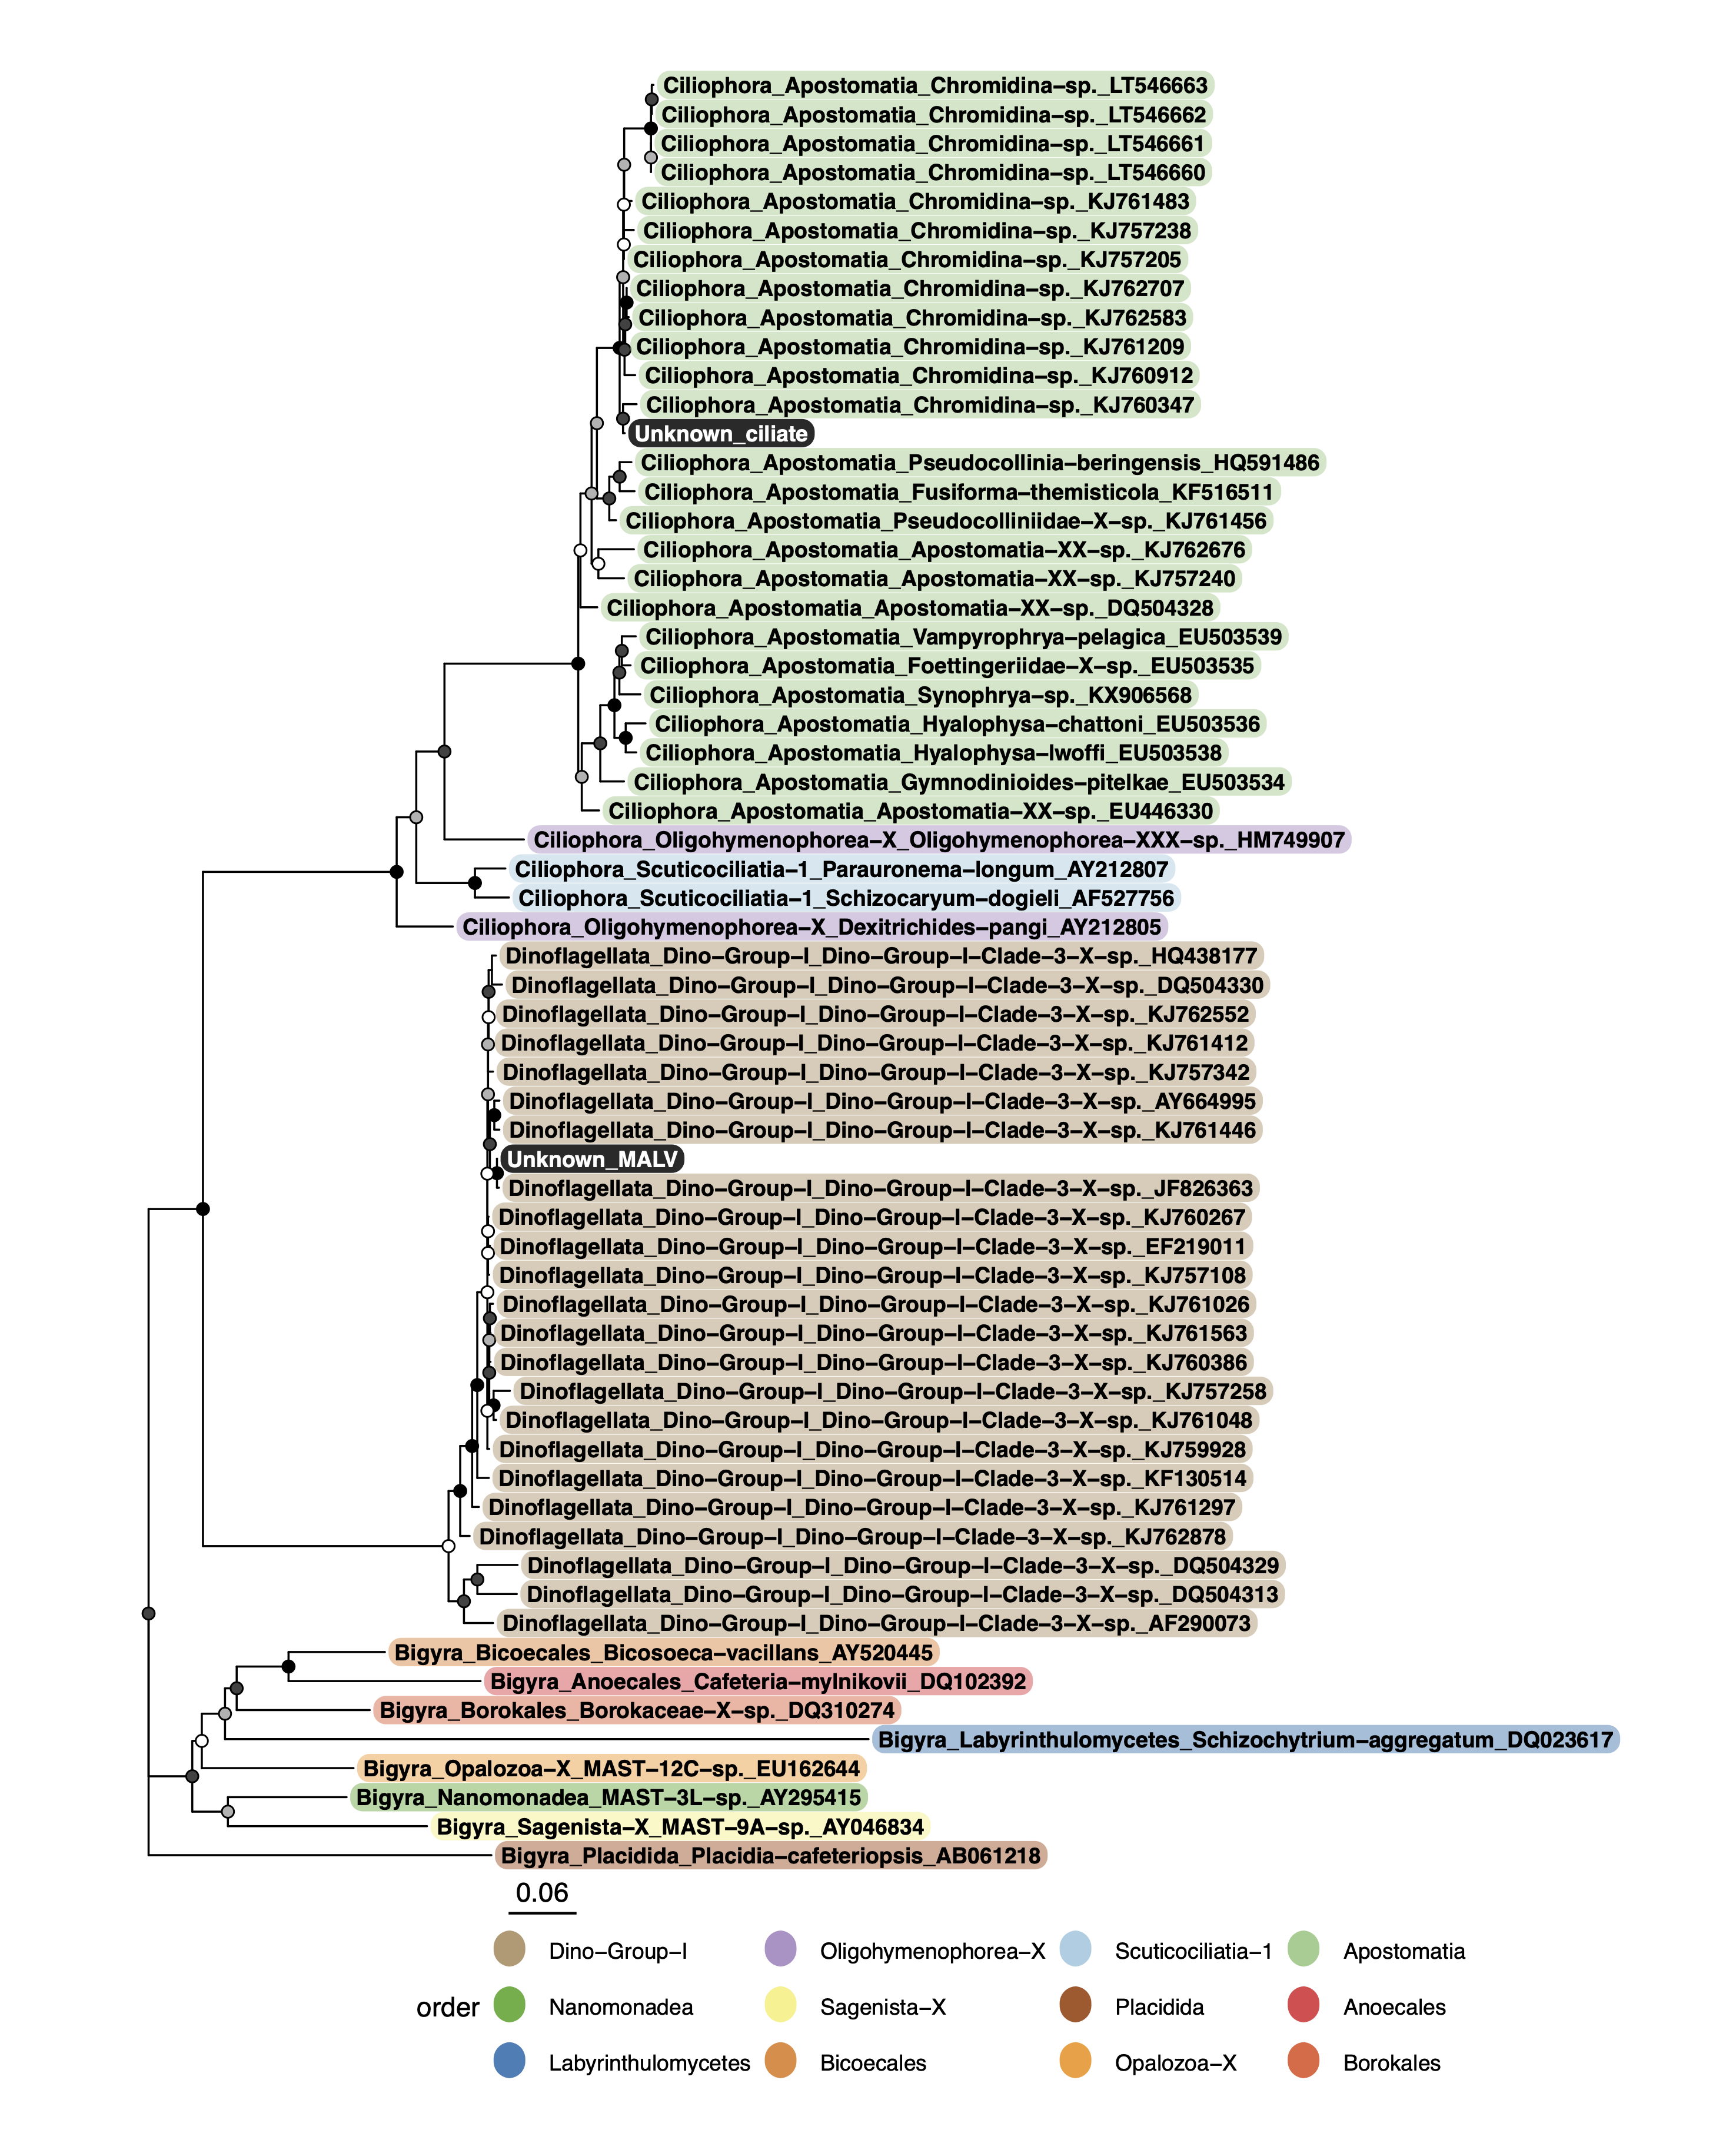 Ciliophora_Apostomatia_Chromidina-sp._LT546663
Ciliophora_Apostomatia_Chromidina-sp._LT546662
Ciliophora_Apostomatia_Chromidina-sp._LT546661
Ciliophora_Apostomatia_Chromidina-sp._LT546660
Ciliophora_Apostomatia_Chromidina-sp._KJ761483
Ciliophora_Apostomatia_Chromidina-sp._KJ757238
Ciliophora_Apostomatia_Chromidina-sp._KJ757205
Ciliophora_Apostomatia_Chromidina-sp._KJ762707
Ciliophora_Apostomatia_Chromidina-sp._KJ762583
Ciliophora_Apostomatia_Chromidina-sp._KJ761209
Ciliophora_Apostomatia_Chromidina-sp._KJ760912
Ciliophora_Apostomatia_Chromidina-sp._KJ760347
Unknown_ciliate
Ciliophora_Apostomatia_Pseudocollinia-beringensis_HQ591486
Ciliophora_Apostomatia_Fusiforma-themisticola_KF516511
Ciliophora_Apostomatia_Pseudocolliniidae-X-sp._KJ761456
Ciliophora_Apostomatia_Apostomatia-XX-sp._KJ762676
Ciliophora_Apostomatia_Apostomatia-XX-sp._KJ757240
Ciliophora_Apostomatia_Apostomatia-XX-sp._DQ504328
Ciliophora_Apostomatia_Vampyrophrya-pelagica_EU503539
Ciliophora_Apostomatia_Foettingeriidae-X-sp._EU503535
Ciliophora_Apostomatia_Synophrya-sp._KX906568
Ciliophora_Apostomatia_Hyalophysa-chattoni_EU503536
Ciliophora_Apostomatia_Hyalophysa-lwoffi_EU503538
Ciliophora_Apostomatia_Gymnodinioides-pitelkae_EU503534
Ciliophora_Apostomatia_Apostomatia-XX-sp._EU446330
Ciliophora_Oligohymenophorea-X_Oligohymenophorea-XXX-sp._HM749907
Ciliophora_Scuticociliatia-1_Parauronema-longum_AY212807
Ciliophora_Scuticociliatia-1_Schizocaryum-dogieli_AF527756
Ciliophora_Oligohymenophorea-X_Dexitrichides-pangi_AY212805
Dinoflagellata_Dino-Group-I_Dino-Group-I-Clade-3-X-sp._HQ438177
Dinoflagellata_Dino-Group-I_Dino-Group-I-Clade-3-X-sp._DQ504330
Dinoflagellata_Dino-Group-I_Dino-Group-I-Clade-3-X-sp._KJ762552
Dinoflagellata_Dino-Group-I_Dino-Group-I-Clade-3-X-sp._KJ761412
Dinoflagellata_Dino-Group-I_Dino-Group-I-Clade-3-X-sp._KJ757342
Dinoflagellata_Dino-Group-I_Dino-Group-I-Clade-3-X-sp._AY664995
Dinoflagellata_Dino-Group-I_Dino-Group-I-Clade-3-X-sp._KJ761446
Unknown_MALV
Dinoflagellata_Dino-Group-I_Dino-Group-I-Clade-3-X-sp._JF826363
Dinoflagellata_Dino-Group-I_Dino-Group-I-Clade-3-X-sp._KJ760267
Dinoflagellata_Dino-Group-I_Dino-Group-I-Clade-3-X-sp._EF219011
Dinoflagellata_Dino-Group-I_Dino-Group-I-Clade-3-X-sp._KJ757108
Dinoflagellata_Dino-Group-I_Dino-Group-I-Clade-3-X-sp._KJ761026
Dinoflagellata_Dino-Group-I_Dino-Group-I-Clade-3-X-sp._KJ761563
Dinoflagellata_Dino-Group-I_Dino-Group-I-Clade-3-X-sp._KJ760386
Dinoflagellata_Dino-Group-I_Dino-Group-I-Clade-3-X-sp._KJ757258
Dinoflagellata_Dino-Group-I_Dino-Group-I-Clade-3-X-sp._KJ761048
Dinoflagellata_Dino-Group-I_Dino-Group-I-Clade-3-X-sp._KJ759928
Dinoflagellata_Dino-Group-I_Dino-Group-I-Clade-3-X-sp._KF130514
Dinoflagellata_Dino-Group-I_Dino-Group-I-Clade-3-X-sp._KJ761297
Dinoflagellata_Dino-Group-I_Dino-Group-I-Clade-3-X-sp._KJ762878
Dinoflagellata_Dino-Group-I_Dino-Group-I-Clade-3-X-sp._DQ504329
Dinoflagellata_Dino-Group-I_Dino-Group-I-Clade-3-X-sp._DQ504313
Dinoflagellata_Dino-Group-I_Dino-Group-I-Clade-3-X-sp._AF290073
Bigyra_Bicoecales_Bicosoeca-vacillans_AY520445
Bigyra_Anoecales_Cafeteria-mylnikovii_DQ102392
Bigyra_Borokales_Borokaceae-X-sp._DQ310274
Bigyra_Labyrinthulomycetes_Schizochytrium-aggregatum_DQ023617
Bigyra_Opalozoa-X_MAST-12C-sp._EU162644
Bigyra_Nanomonadea_MAST-3L-sp._AY295415
Bigyra_Sagenista-X_MAST-9A-sp._AY046834
Bigyra_Placidida_Placidia-cafeteriopsis_AB061218
0.06
Dino-Group-I Oligohymenophorea-X Scuticociliatia-1 Apostomatia
order Nanomonadea Sagenista-X Placidida Anoecales
Labyrinthulomycetes Bicoecales Opalozoa-X Borokales